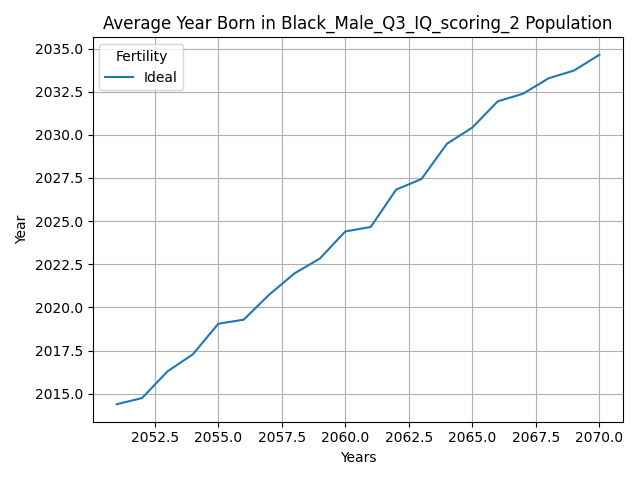 Average Year Born in Black_Male_Q3_IQ_scoring_2 Population
Fertility
Ideal
Year
2035.0
2032.5
2030.0
2027.5
2025.0
2022.5
2020.0
2017.5
2015.0
2052.5 2055.0 2057.5 2060.0 2062.5 2065.0 2067.5 2070.0
Years